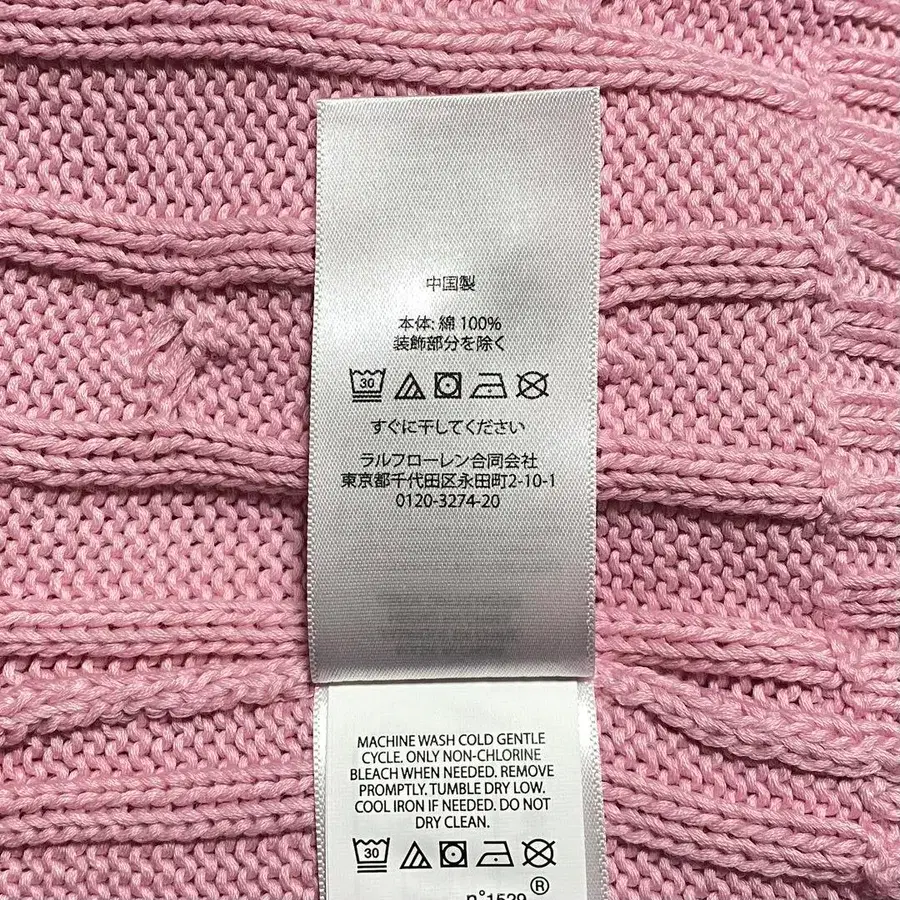 中国製
本体: 綿 100%
装飾部分を除く
30
すぐに干してください
ラルフローレン合同会社
東京都千代田区永田町2-10-1
0120-3274-20
MACHINE WASH COLD GENTLE
CYCLE. ONLY NON-CHLORINE
BLEACH WHEN NEEDED. REMOVE
PROMPTLY. TUMBLE DRY LOW.
COOL IRON IF NEEDED. DO NOT
DRY CLEAN.
30
®
n°1529